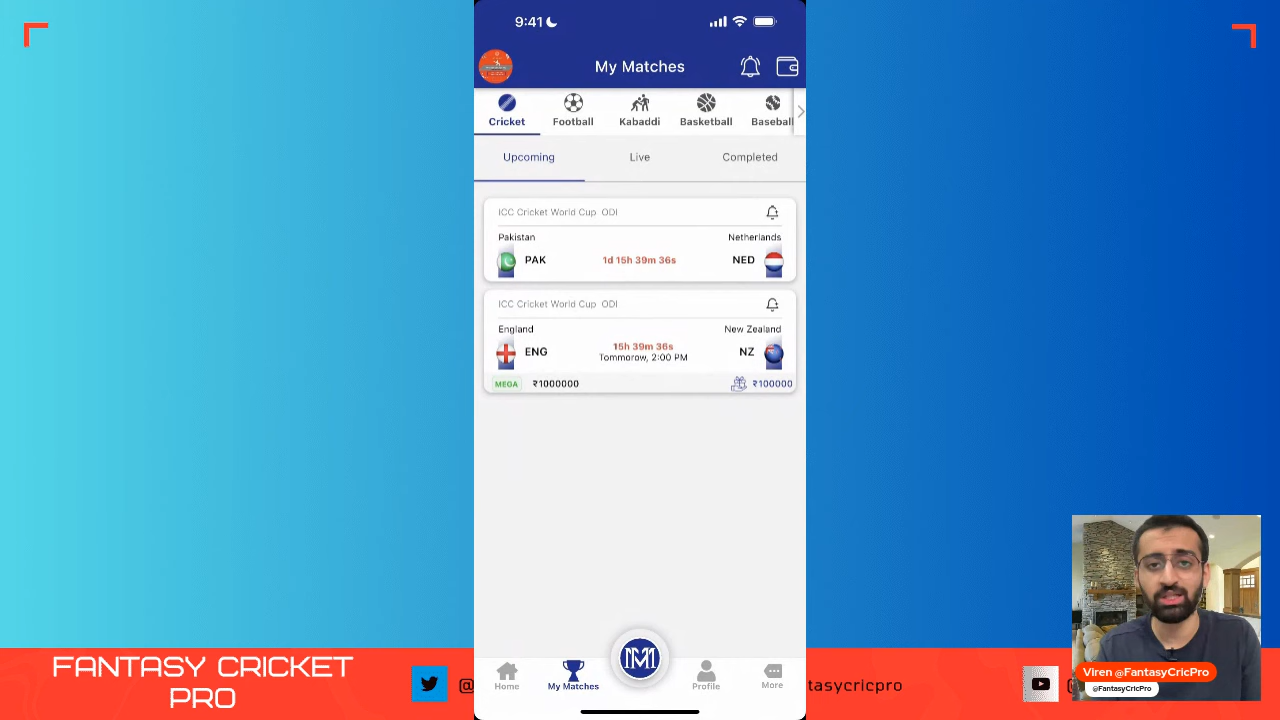 9:41
My Matches
Cricket
Football
Kabaddi
Basketball
Baseball
Upcoming
Live
Completed
ICC Cricket World Cup ODI
Pakistan
Netherlands
PAK
1d 15h 39m 36s
NED
ICC Cricket World Cup ODI
England
New Zealand
ENG
15h 39m 36s
Tommorow, 2:00 PM
NZ
MEGA
₹1000000
₹100000
Home
My Matches
Profile
More
FANTASY CRICKET
PRO
@
tasycricpro
Viren @FantasyCricPro
@FantasyCricPro